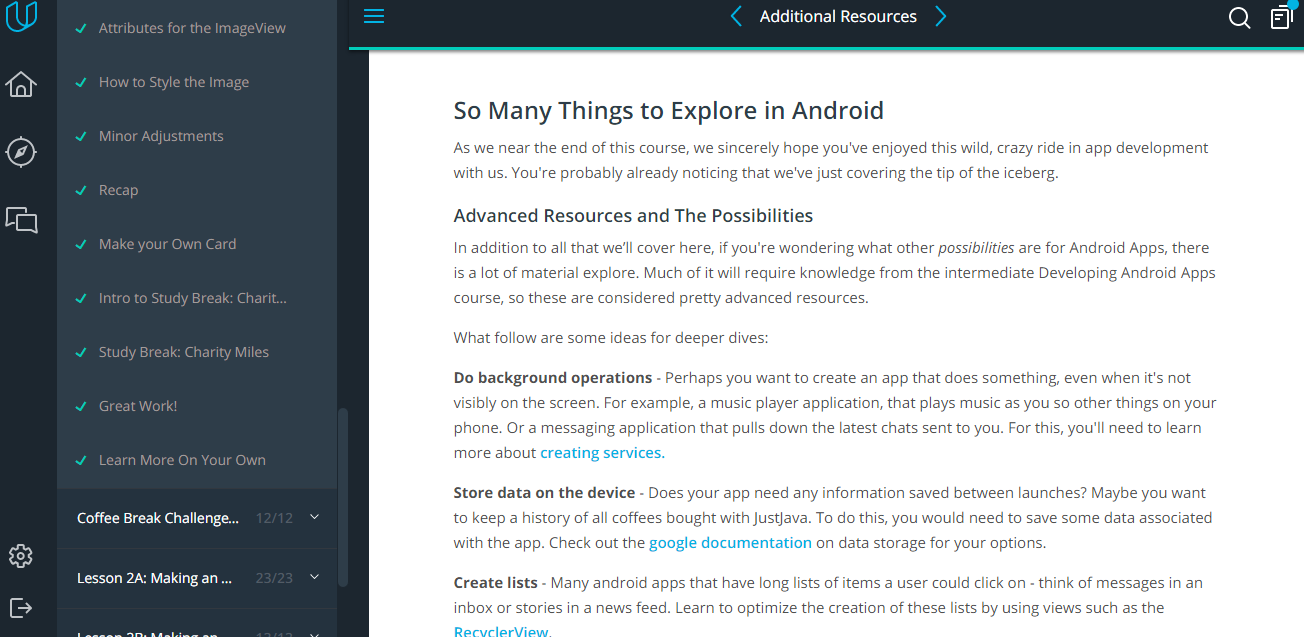 Attributes for the ImageView
How to Style the Image
Minor Adjustments
Recap
Make your Own Card
Intro to Study Break: Charit...
Study Break: Charity Miles
Great Work!
Learn More On Your Own
Coffee Break Challenge... 12/12
Lesson 2A: Making an ... 23/23
Lesson 2B: Making an ... 13/13
Additional Resources
So Many Things to Explore in Android
As we near the end of this course, we sincerely hope you've enjoyed this wild, crazy ride in app development
with us. You're probably already noticing that we've just covering the tip of the iceberg.
Advanced Resources and The Possibilities
In addition to all that we’ll cover here, if you're wondering what other possibilities are for Android Apps, there
is a lot of material explore. Much of it will require knowledge from the intermediate Developing Android Apps
course, so these are considered pretty advanced resources.
What follow are some ideas for deeper dives:
Do background operations - Perhaps you want to create an app that does something, even when it's not
visibly on the screen. For example, a music player application, that plays music as you so other things on your
phone. Or a messaging application that pulls down the latest chats sent to you. For this, you'll need to learn
more about creating services.
Store data on the device - Does your app need any information saved between launches? Maybe you want
to keep a history of all coffees bought with JustJava. To do this, you would need to save some data associated
with the app. Check out the google documentation on data storage for your options.
Create lists - Many android apps that have long lists of items a user could click on - think of messages in an
inbox or stories in a news feed. Learn to optimize the creation of these lists by using views such as the
RecyclerView.